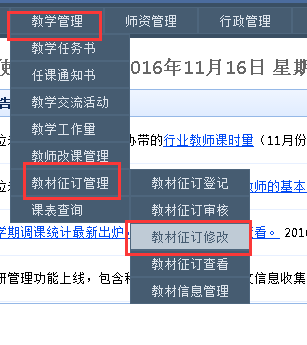 教学管理 师资管理 行政管理
教学任务书
2016年11月16日 星期
任课通知书
教学交流活动
教学工作量 办带的行业教师课时量（11月份
教师改课管理
教材征订管理 教材征订登记 教师的基本
课表查询 教材征订审核
学期调课统计最新出炉 教材征订修改 看。 2016
教材征订查看
研管理功能上线，包含科 教材信息管理 文信息收集